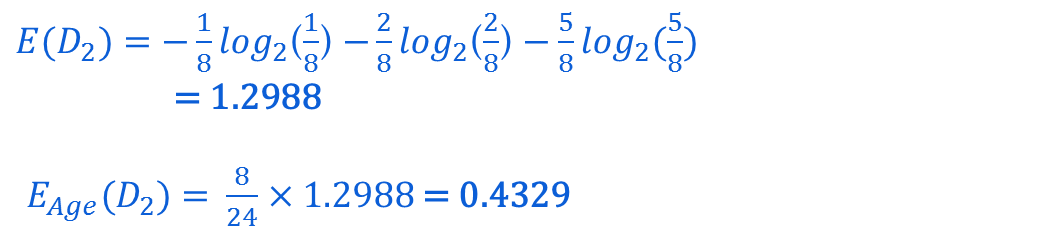 E(D₂) = −1/8 log₂(1/8) − 2/8 log₂(2/8) − 5/8 log₂(5/8)
= 1.2988
E_Age(D₂) = 8/24 × 1.2988 = 0.4329